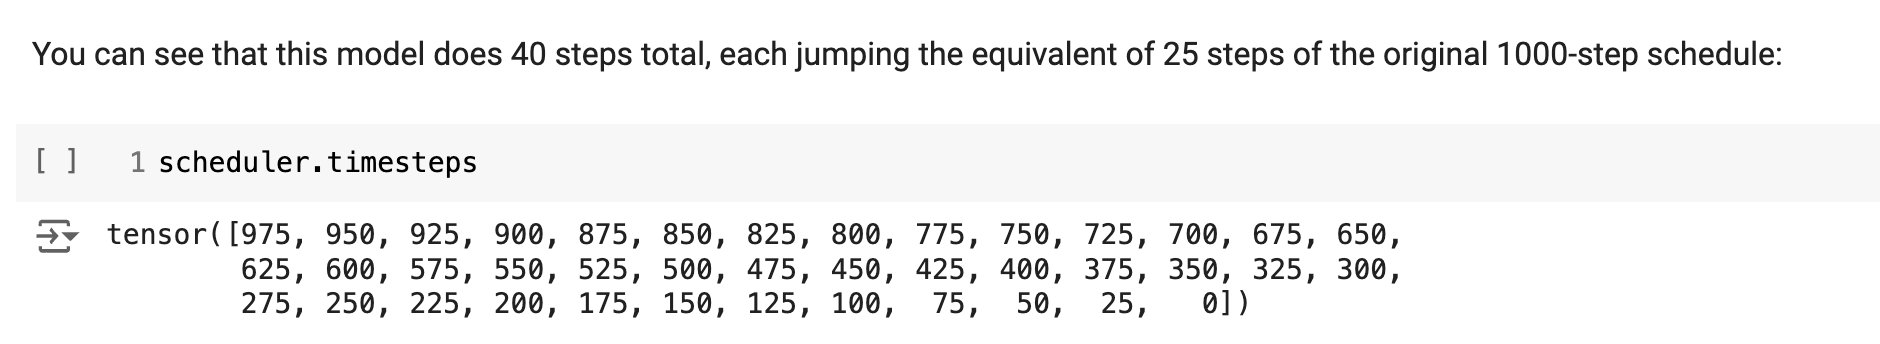 You can see that this model does 40 steps total, each jumping the equivalent of 25 steps of the original 1000-step schedule:
[ ] 1 scheduler.timesteps
tensor([975, 950, 925, 900, 875, 850, 825, 800, 775, 750, 725, 700, 675, 650,
625, 600, 575, 550, 525, 500, 475, 450, 425, 400, 375, 350, 325, 300,
275, 250, 225, 200, 175, 150, 125, 100, 75, 50, 25, 0])